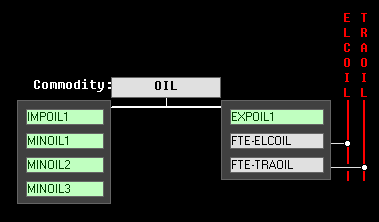 Commodity: OIL
IMPOIL1
MINOIL1
MINOIL2
MINOIL3
EXPOIL1
FTE-ELCOIL
FTE-TRAOIL
ELCOIL
TRAOIL